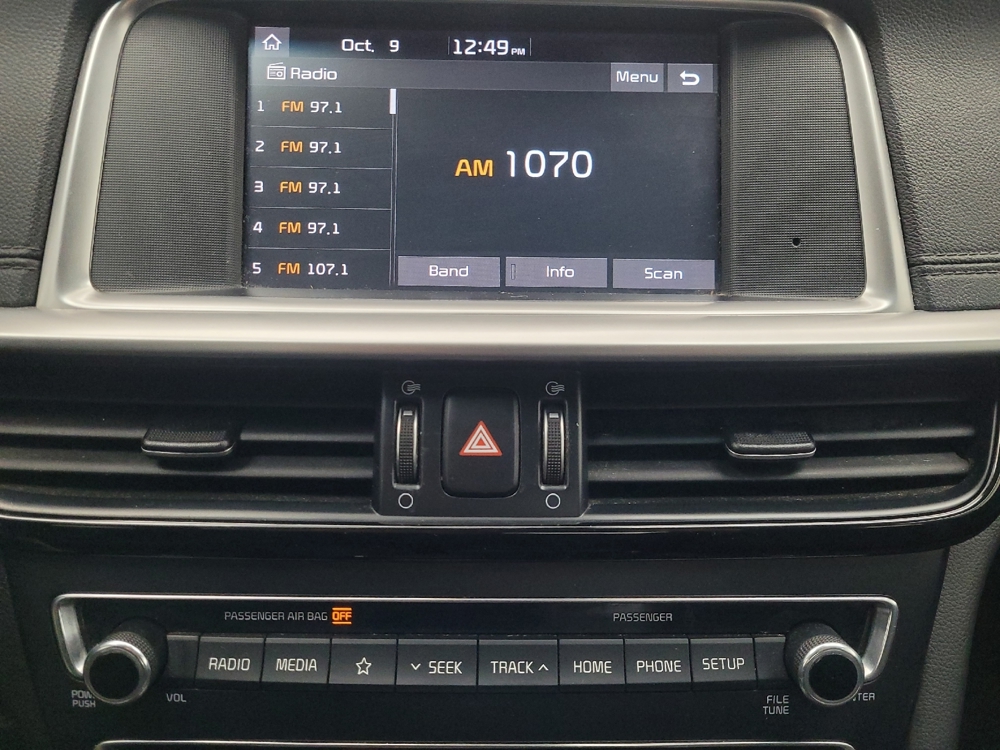 Oct. 9 12:49 PM
Radio Menu
1 FM 97.1
2 FM 97.1
3 FM 97.1
4 FM 97.1
5 FM 107.1
AM 1070
Band Info Scan
PASSENGER AIR BAG OFF PASSENGER
RADIO MEDIA SEEK TRACK HOME PHONE SETUP
PUSH VOL FILE
TUNE